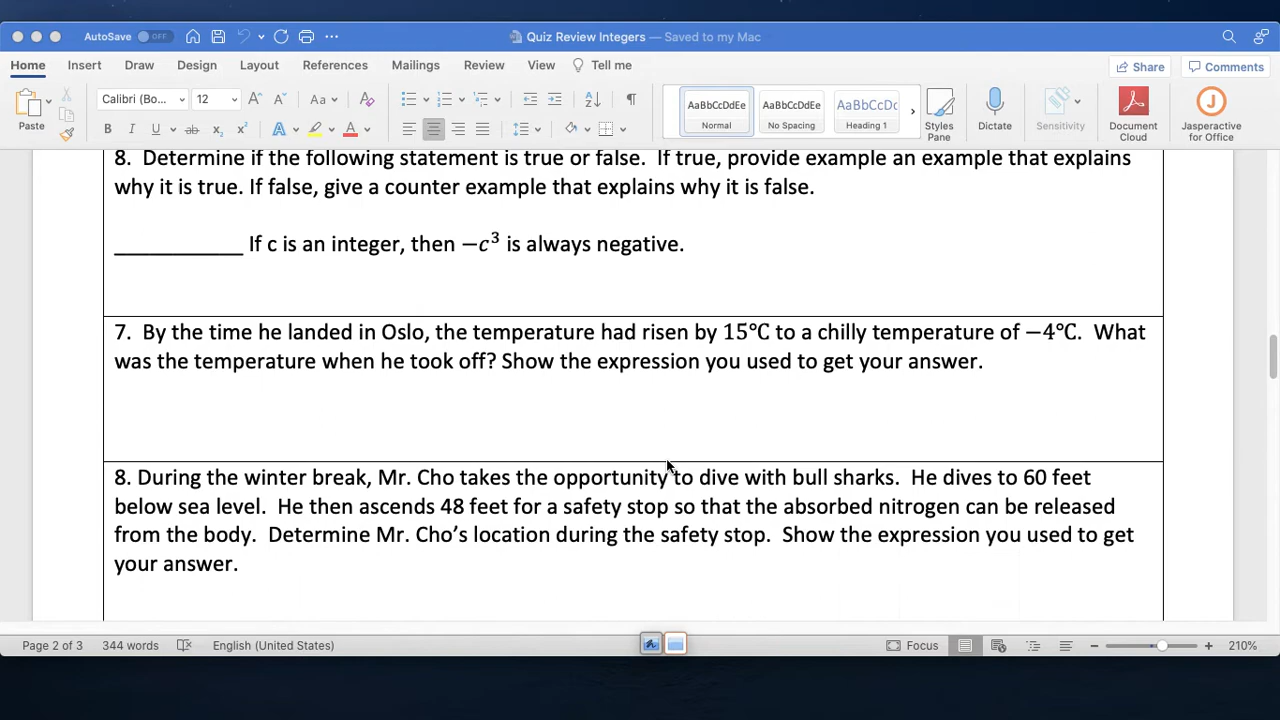 AutoSave OFF
Quiz Review Integers — Saved to my Mac
Home Insert Draw Design Layout References Mailings Review View Tell me Share Comments
Paste Calibri (Bo... 12 Aa
B I U ab x₂ x² A A
AaBbCcDdEe AaBbCcDdEe AaBbCcDc
Normal No Spacing Heading 1
Styles Pane Dictate Sensitivity Document Cloud Jasperactive for Office
8. Determine if the following statement is true or false. If true, provide example an example that explains
why it is true. If false, give a counter example that explains why it is false.
___________ If c is an integer, then −c³ is always negative.
7. By the time he landed in Oslo, the temperature had risen by 15℃ to a chilly temperature of −4℃. What
was the temperature when he took off? Show the expression you used to get your answer.
8. During the winter break, Mr. Cho takes the opportunity to dive with bull sharks. He dives to 60 feet
below sea level. He then ascends 48 feet for a safety stop so that the absorbed nitrogen can be released
from the body. Determine Mr. Cho’s location during the safety stop. Show the expression you used to get
your answer.
Page 2 of 3 344 words English (United States) Focus 210%